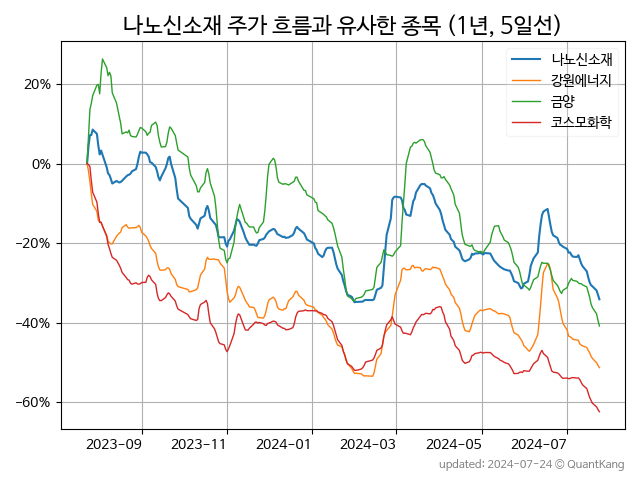 나노신소재 주가 흐름과 유사한 종목 (1년, 5일선)
나노신소재
강원에너지
금양
코스모화학
20%
0%
−20%
−40%
−60%
2023-09
2023-11
2024-01
2024-03
2024-05
2024-07
updated: 2024-07-24 © QuantKang